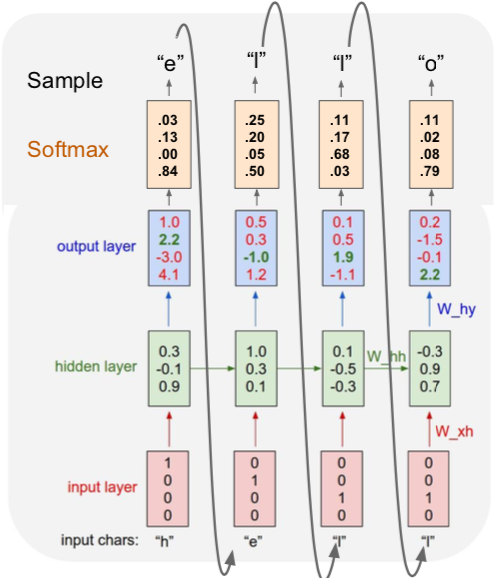 "e" "l" "l" "o"
Sample
Softmax
.03 .25 .11 .11
.13 .20 .17 .02
.00 .05 .68 .08
.84 .50 .03 .79
output layer
1.0 0.5 0.1 0.2
2.2 0.3 0.5 -1.5
-3.0 -1.0 1.9 -0.1
4.1 1.2 -1.1 2.2
W_hy
hidden layer
0.3 1.0 0.1 -0.3
-0.1 0.3 -0.5 0.9
0.9 0.1 -0.3 0.7
W_hh
W_xh
input layer
1 0 0 0
0 1 0 0
0 0 1 1
0 0 0 0
input chars: "h" "e" "l" "l"